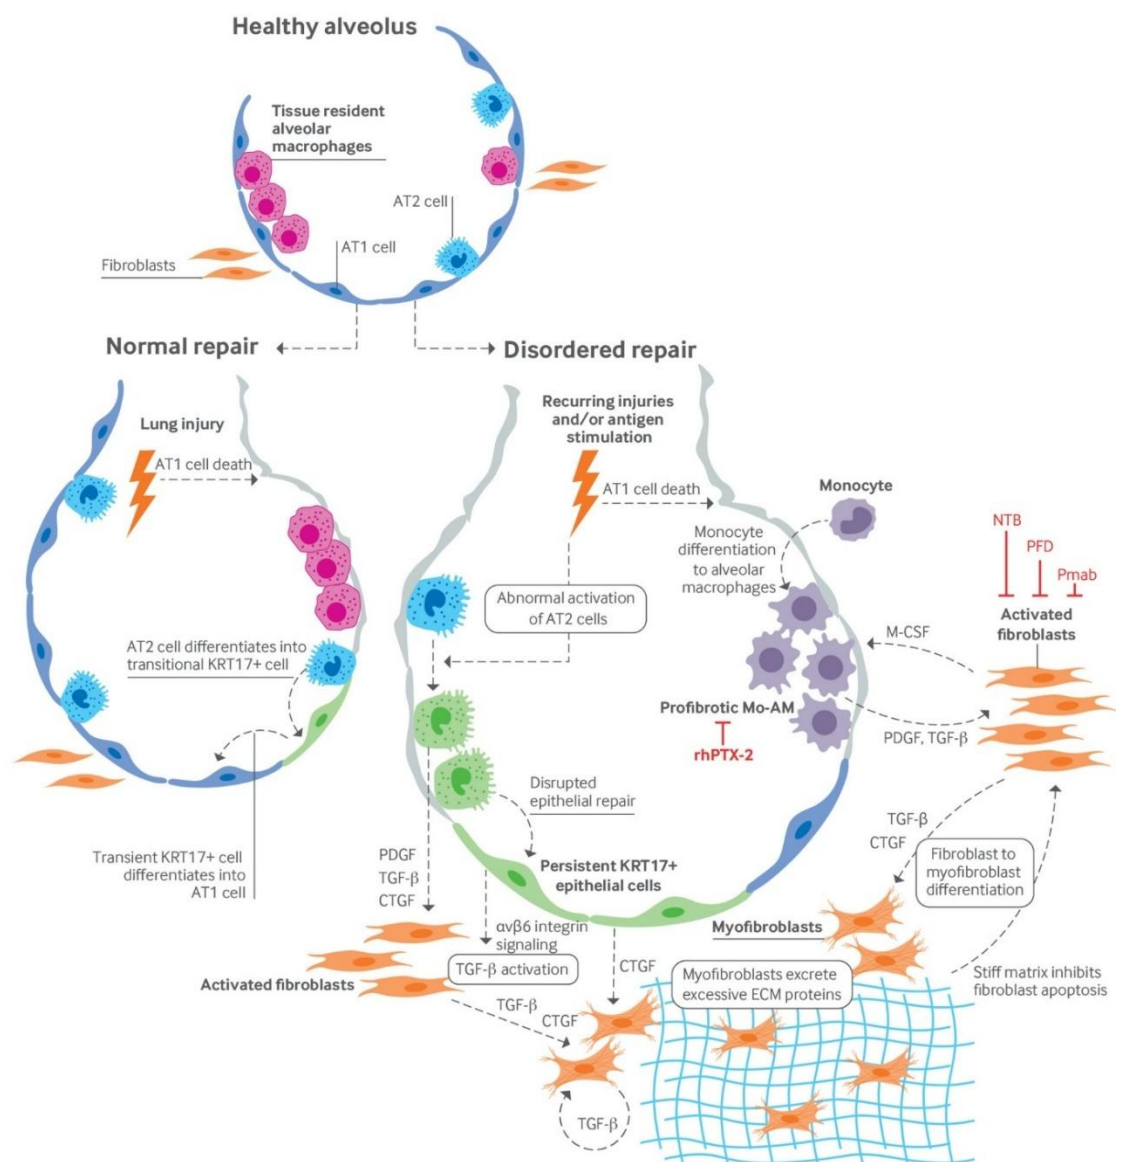 Healthy alveolus
Tissue resident
alveolar
macrophages
AT2 cell
AT1 cell
Fibroblasts
Normal repair
Disordered repair
Lung injury
AT1 cell death
AT2 cell differentiates into
transitional KRT17+ cell
Transient KRT17+ cell
differentiates into
AT1 cell
Recurring injuries
and/or antigen
stimulation
AT1 cell death
Monocyte
Monocyte
differentiation
to alveolar
macrophages
Abnormal activation
of AT2 cells
NTB
PFD
Pmab
Activated
fibroblasts
M-CSF
Profibrotic Mo-AM
rhPTX-2
PDGF, TGF-β
Disrupted
epithelial repair
Persistent KRT17+
epithelial cells
PDGF
TGF-β
CTGF
TGF-β
CTGF
Fibroblast to
myofibroblast
differentiation
Myofibroblasts
αvβ6 integrin
signaling
TGF-β activation
CTGF
Activated fibroblasts
Myofibroblasts excrete
excessive ECM proteins
Stiff matrix inhibits
fibroblast apoptosis
TGF-β
CTGF
TGF-β